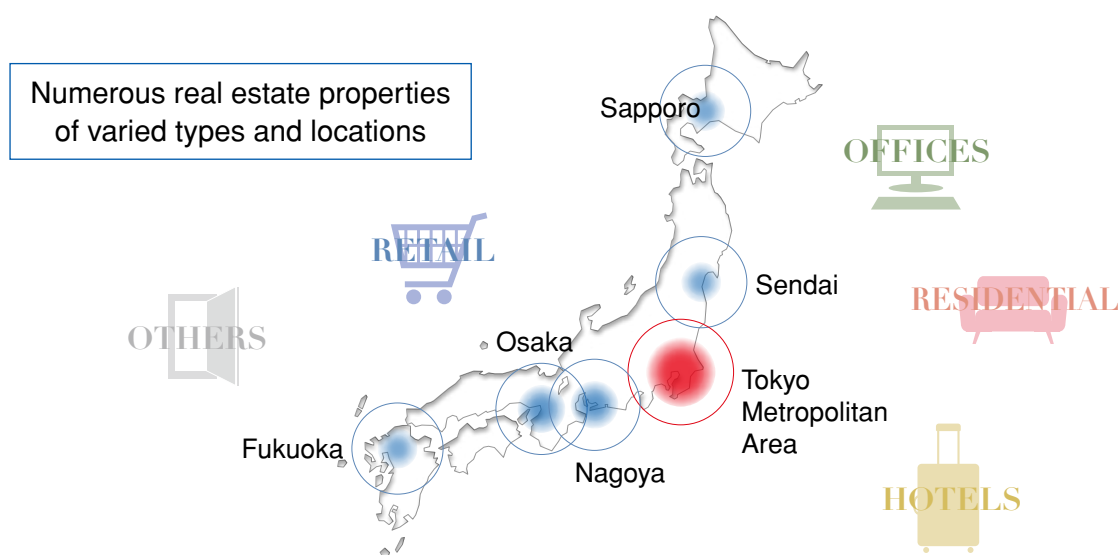 Numerous real estate properties
of varied types and locations
Sapporo
OFFICES
RETAIL
Sendai
RESIDENTIAL
OTHERS
Osaka
Tokyo
Metropolitan
Area
Fukuoka
Nagoya
HOTELS